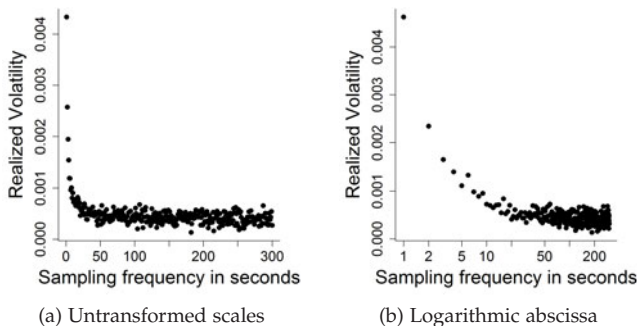 0.004
0.003
0.002
0.001
0.000
Realized Volatility
0 50 100 200 300
Sampling frequency in seconds
(a) Untransformed scales
0.004
0.003
0.002
0.001
0.000
Realized Volatility
1 2 5 10 50 200
Sampling frequency in seconds
(b) Logarithmic abscissa